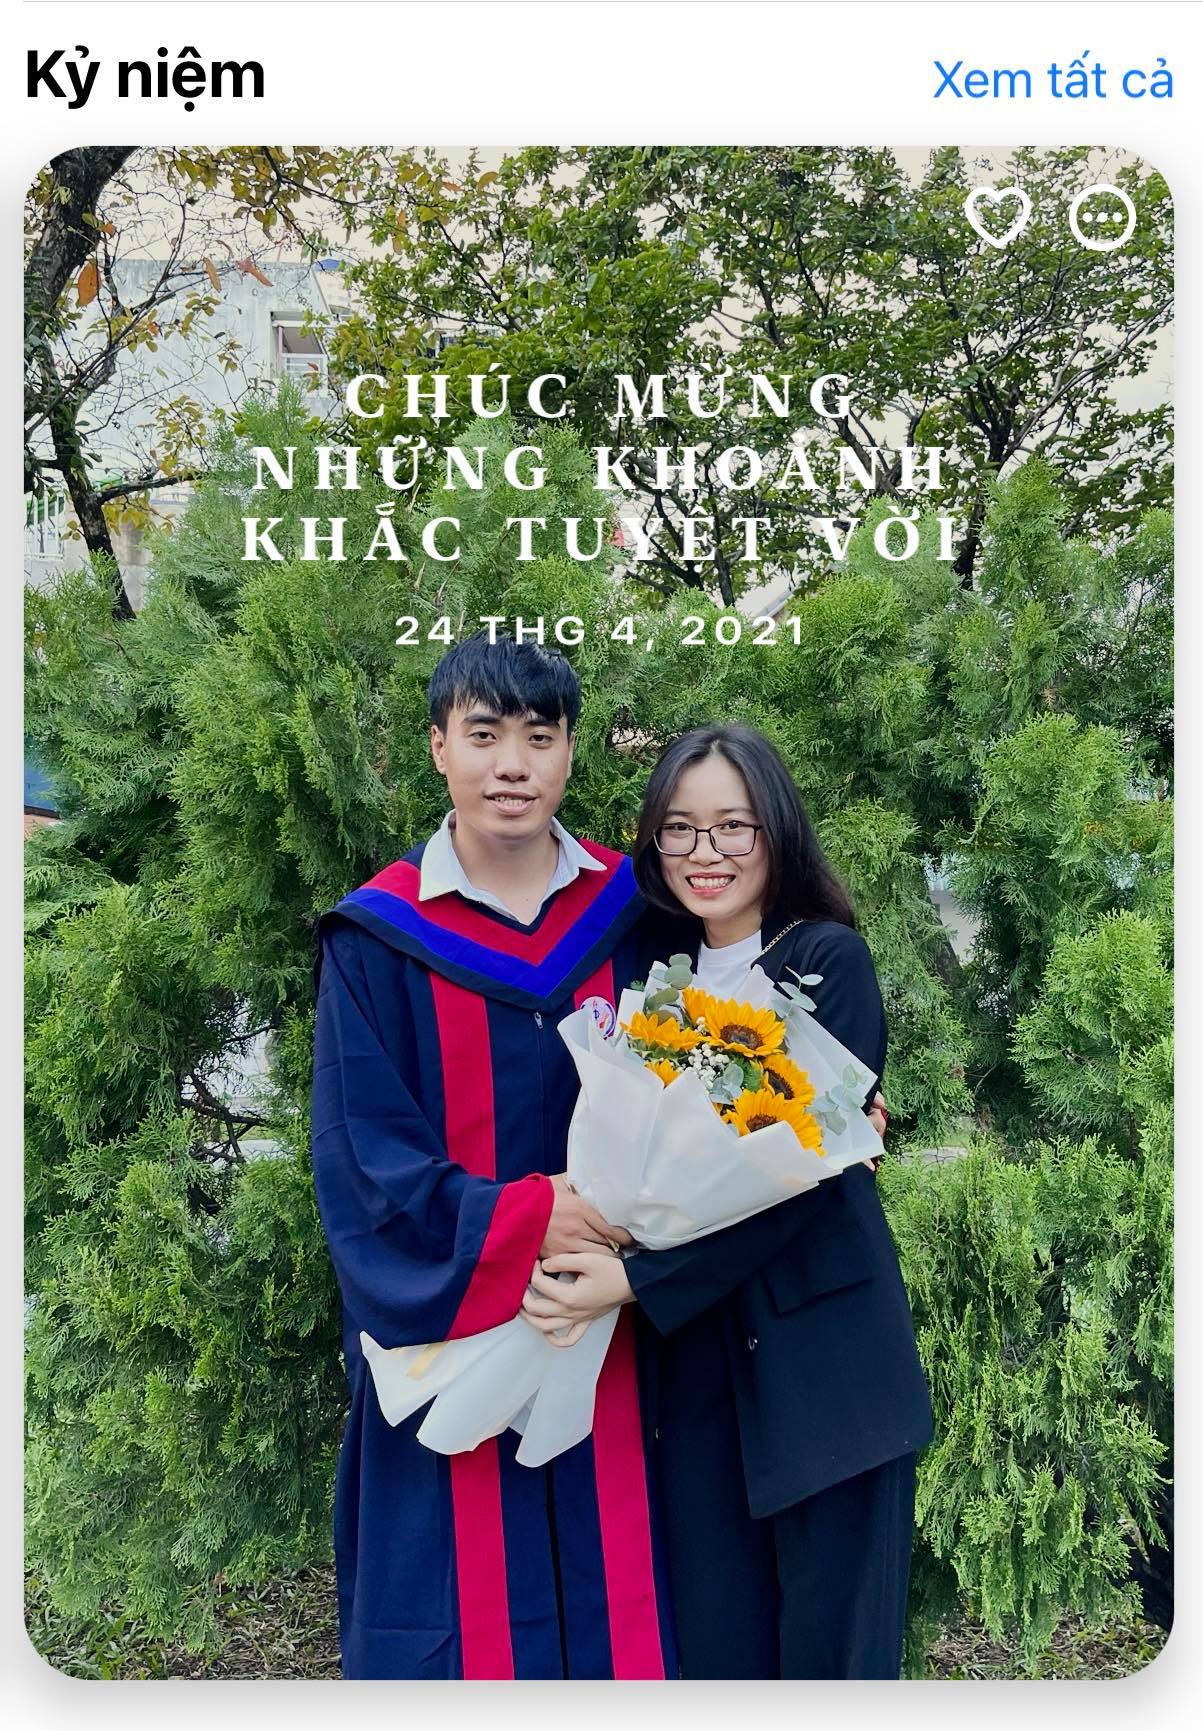 Kỷ niệm
Xem tất cả
CHÚC MỪNG
NHỮNG KHOẢNH
KHẮC TUYỆT VỜI
24 THG 4, 2021